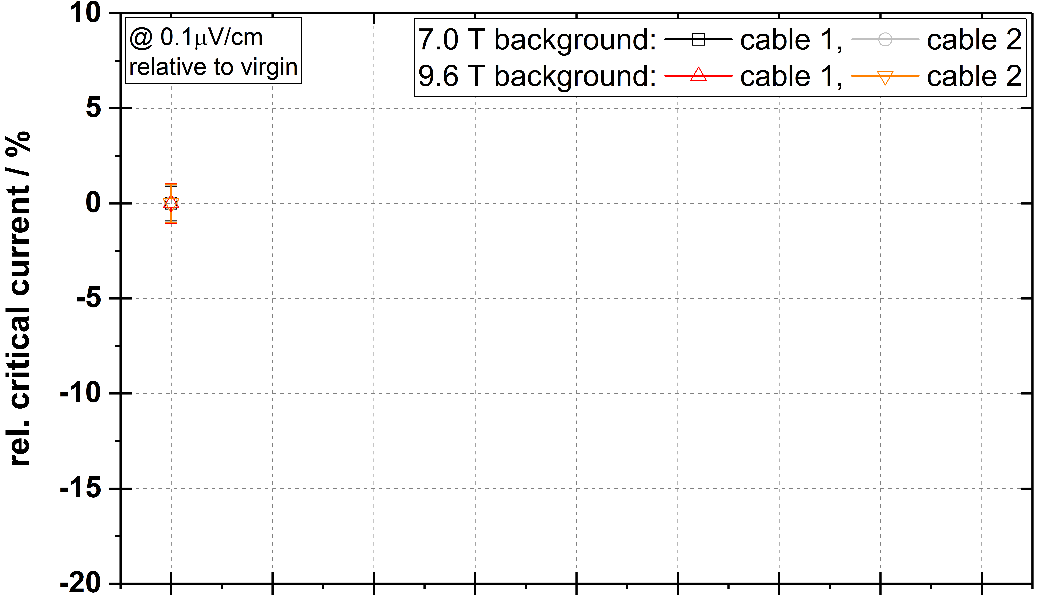 10
@ 0.1μV/cm
relative to virgin
7.0 T background: cable 1, cable 2
9.6 T background: cable 1, cable 2
5
0
-5
-10
-15
-20
rel. critical current / %